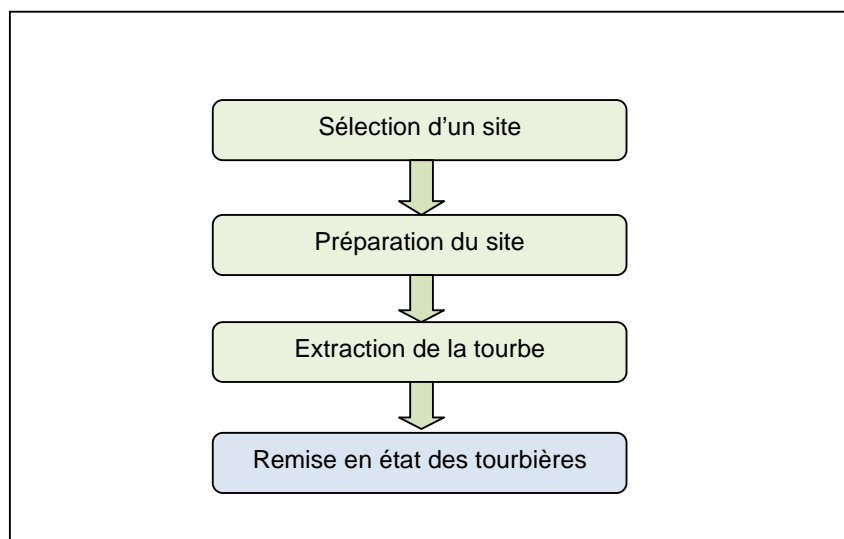 Sélection d’un site
Préparation du site
Extraction de la tourbe
Remise en état des tourbières